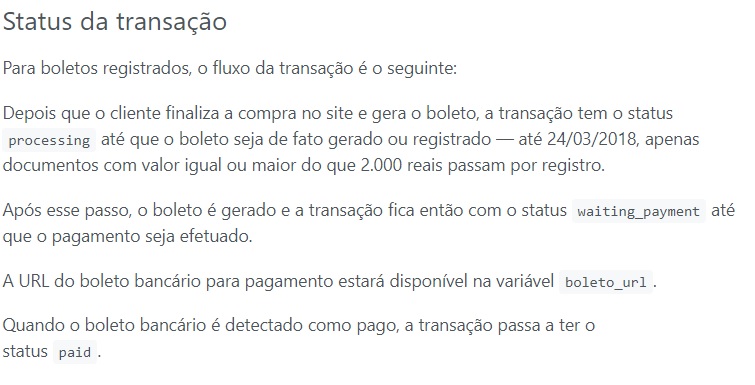 Status da transação
Para boletos registrados, o fluxo da transação é o seguinte:
Depois que o cliente finaliza a compra no site e gera o boleto, a transação tem o status
processing até que o boleto seja de fato gerado ou registrado — até 24/03/2018, apenas
documentos com valor igual ou maior do que 2.000 reais passam por registro.
Após esse passo, o boleto é gerado e a transação fica então com o status waiting_payment até
que o pagamento seja efetuado.
A URL do boleto bancário para pagamento estará disponível na variável boleto_url.
Quando o boleto bancário é detectado como pago, a transação passa a ter o
status paid.